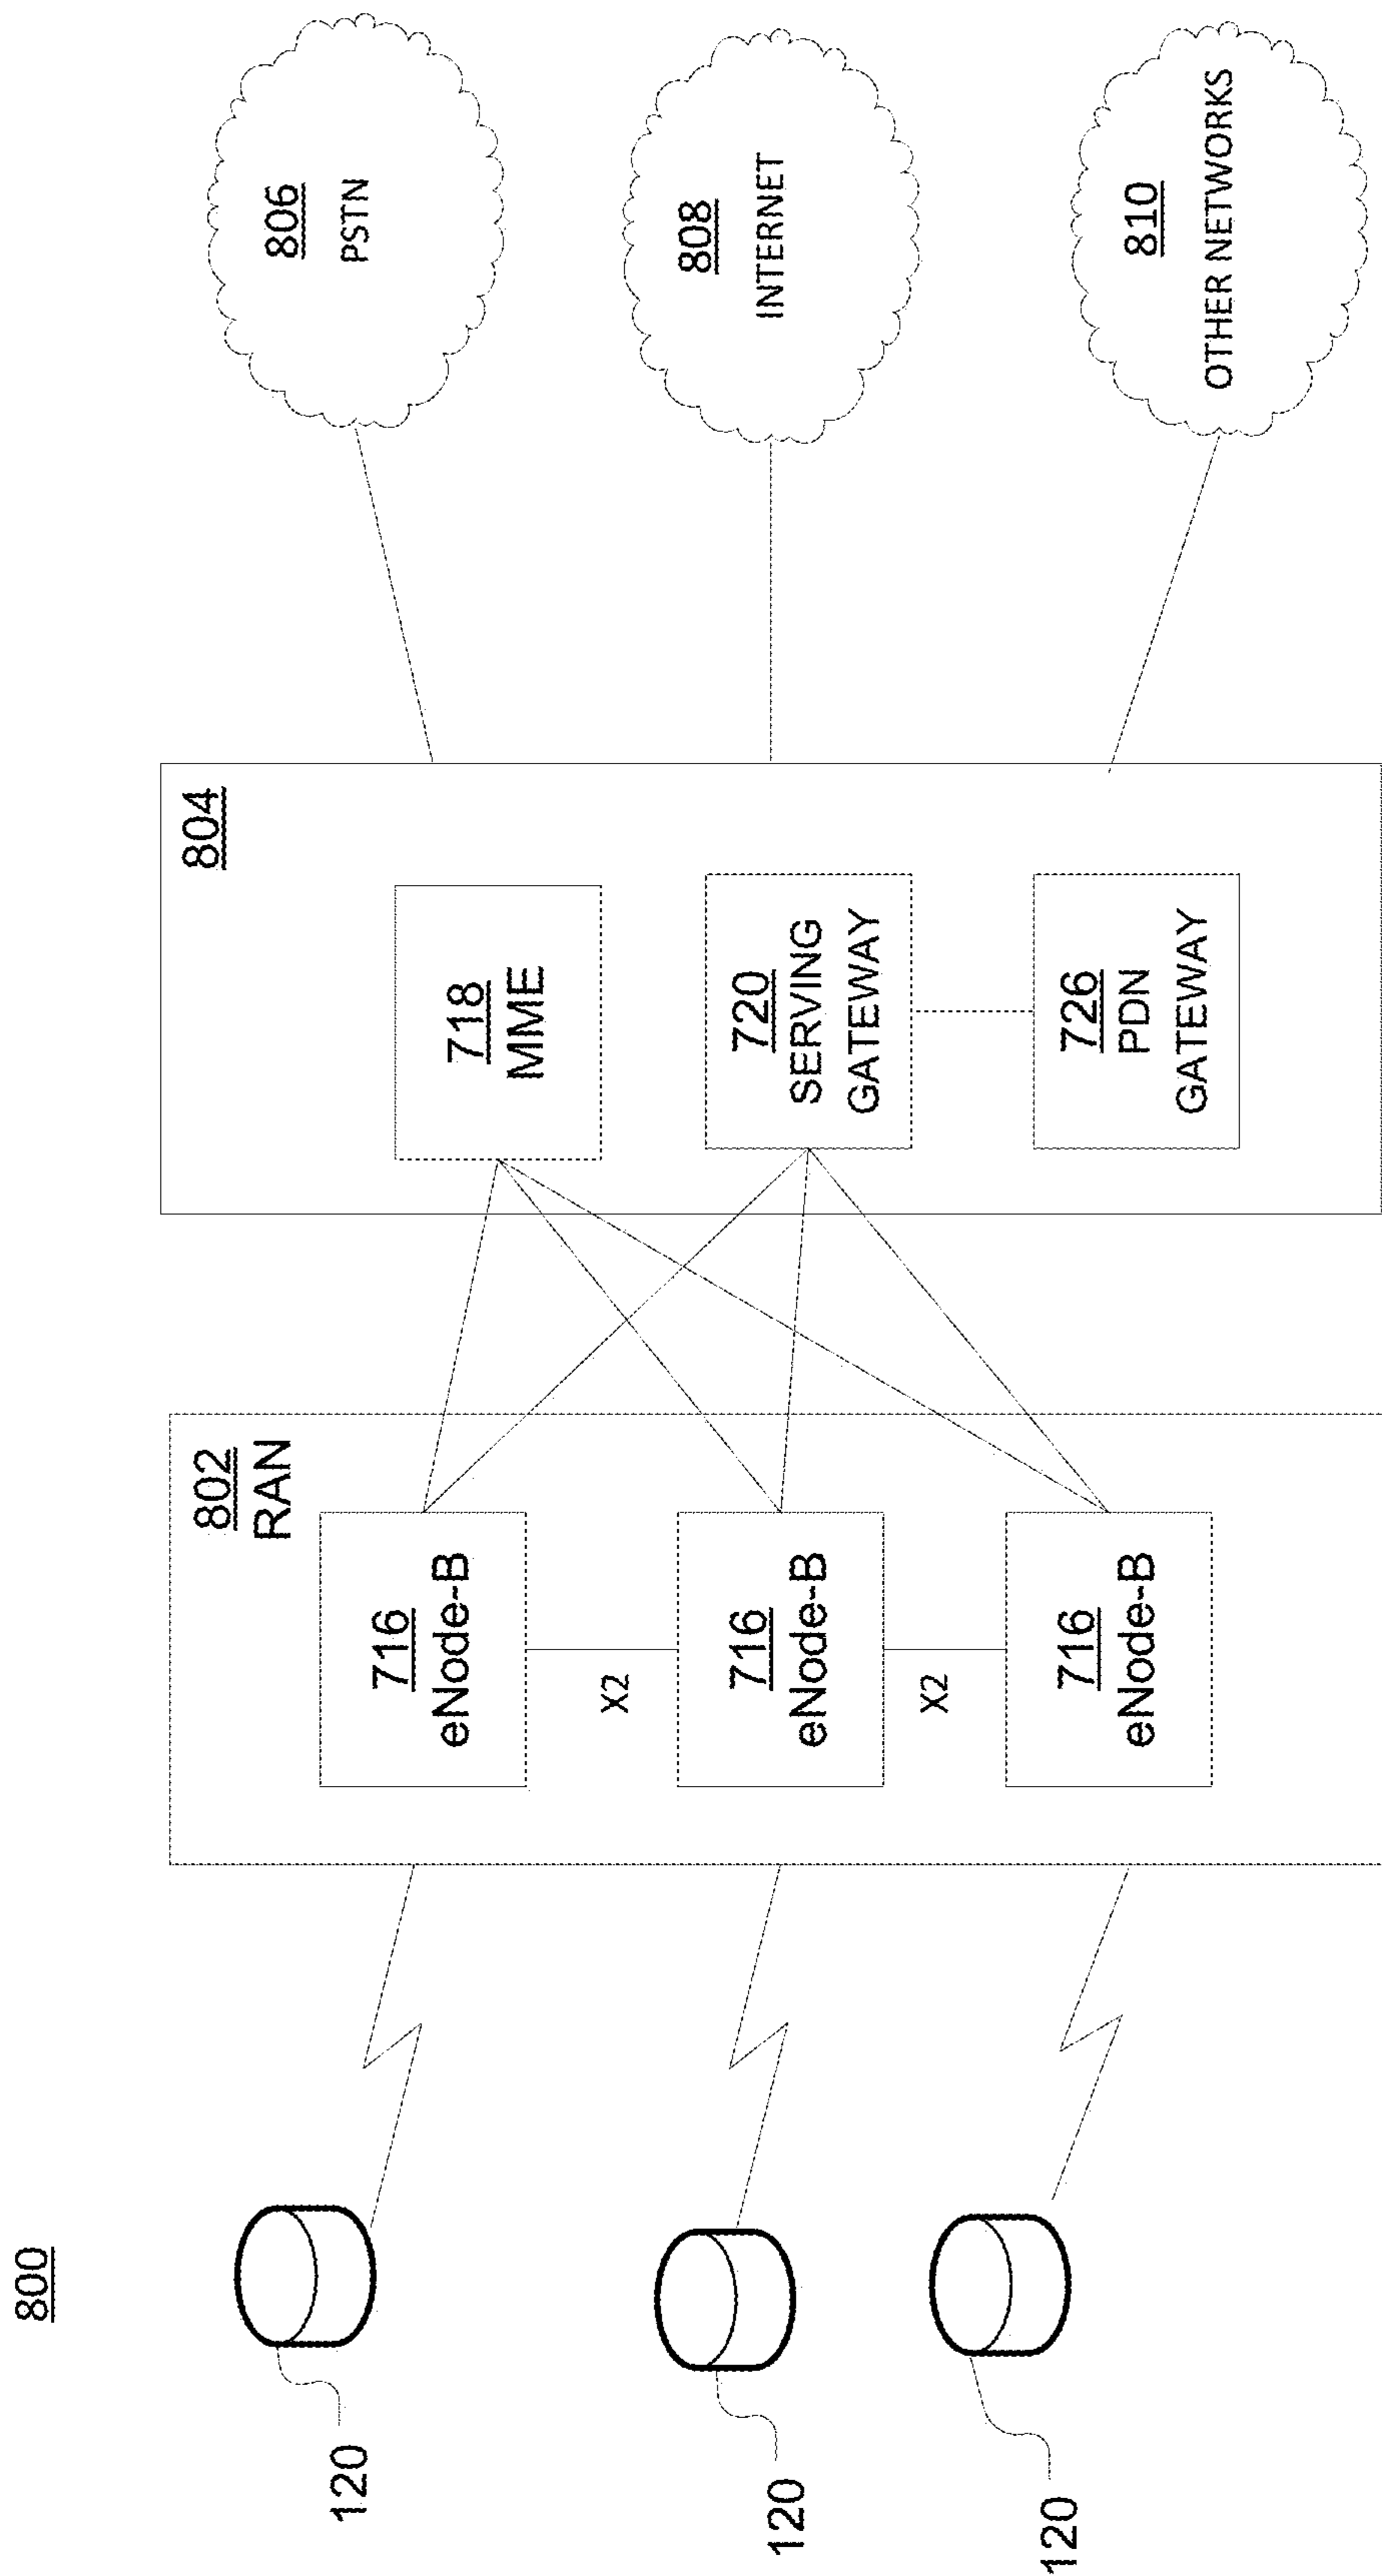 800
120
120
120
802
RAN
716
eNode-B
X2
716
eNode-B
X2
716
eNode-B
804
718
MME
720
SERVING
GATEWAY
726
PDN
GATEWAY
806
PSTN
808
INTERNET
810
OTHER NETWORKS